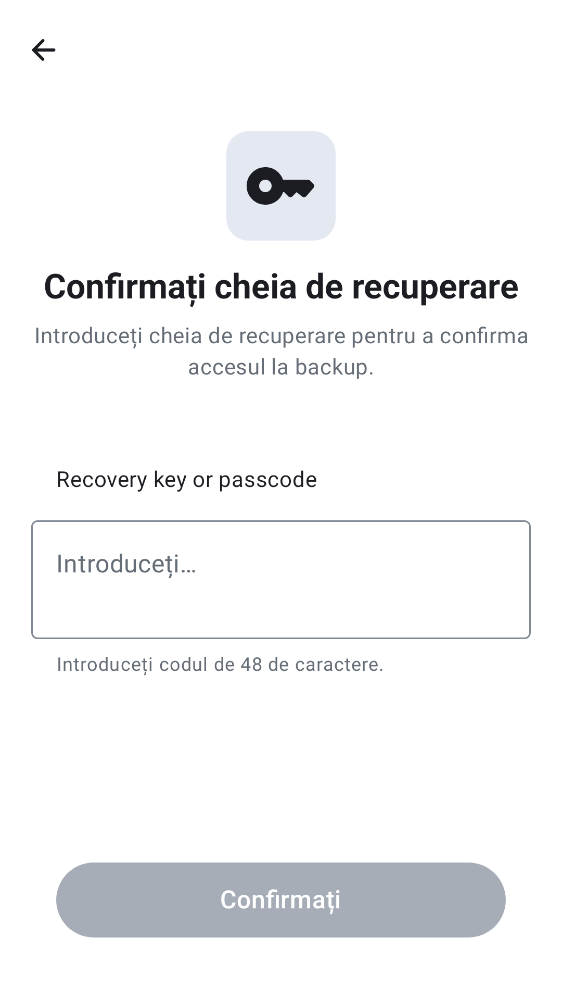 Confirmați cheia de recuperare
Introduceți cheia de recuperare pentru a confirma
accesul la backup.
Recovery key or passcode
Introduceți…
Introduceți codul de 48 de caractere.
Confirmați